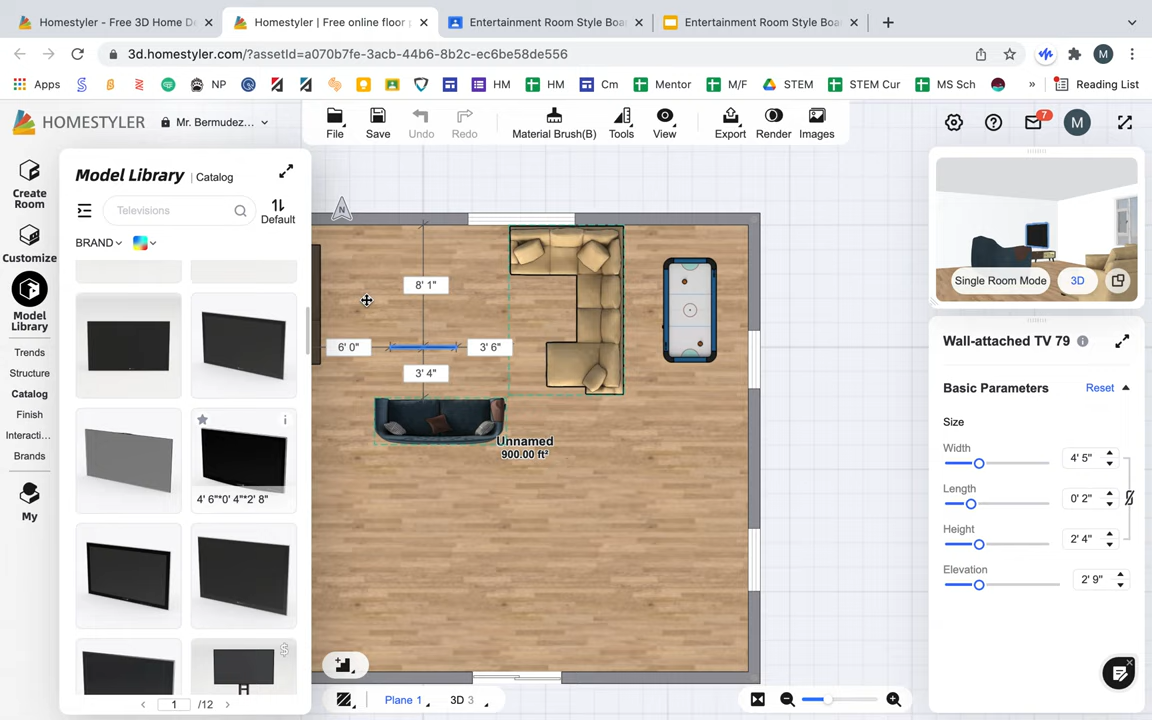 Homestyler - Free 3D Home De
Homestyler | Free online floor
Entertainment Room Style Boa
Entertainment Room Style Boa
3d.homestyler.com/?assetId=a070b7fe-3acb-44b6-8b2c-ec6be58de556
M
Apps NP HM HM Cm Mentor M/F STEM STEM Cur MS Sch » Reading List
HOMESTYLER
Mr. Bermudez...
File Save Undo Redo Material Brush(B) Tools View Export Render Images
7
M
Create Room
Customize
Model Library
Trends
Structure
Catalog
Finish
Interacti...
Brands
My
Model Library | Catalog
Televisions
Default
BRAND
4' 6"*0' 4"*2' 8"
1 /12
N
8' 1"
6' 0"
3' 6"
3' 4"
Unnamed
900.00 ft²
Plane 1
3D 3
Single Room Mode
3D
Wall-attached TV 79
Basic Parameters Reset
Size
Width
4' 5"
Length
0' 2"
Height
2' 4"
Elevation
2' 9"